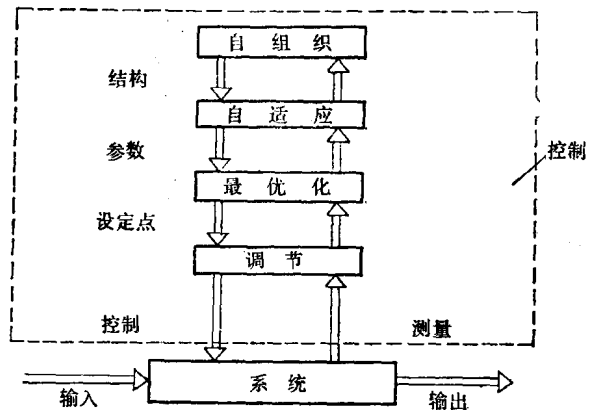 自组织
结构
自适应
参数
控制
最优化
设定点
调节
控制
测量
系统
输入
输出